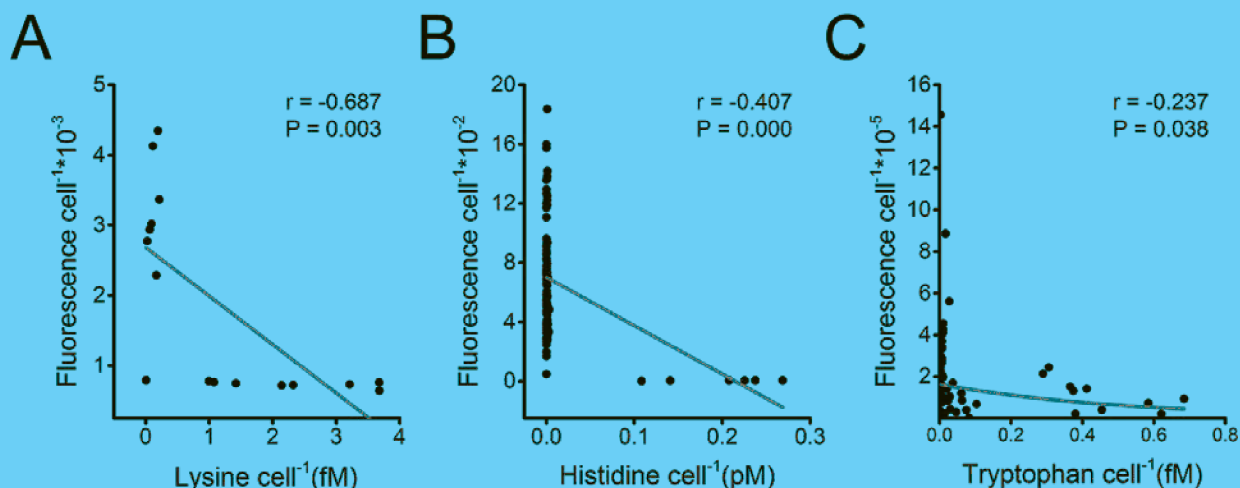 A
r = -0.687
P = 0.003
Fluorescence cell⁻¹*10⁻³
5
4
3
2
1
0
1
2
3
4
Lysine cell⁻¹(fM)
B
r = -0.407
P = 0.000
Fluorescence cell⁻¹*10⁻²
20
16
12
8
4
0
0.0
0.1
0.2
0.3
Histidine cell⁻¹(pM)
C
r = -0.237
P = 0.038
Fluorescence cell⁻¹*10⁻⁵
16
14
12
10
8
6
4
2
0.0
0.2
0.4
0.6
0.8
Tryptophan cell⁻¹(fM)